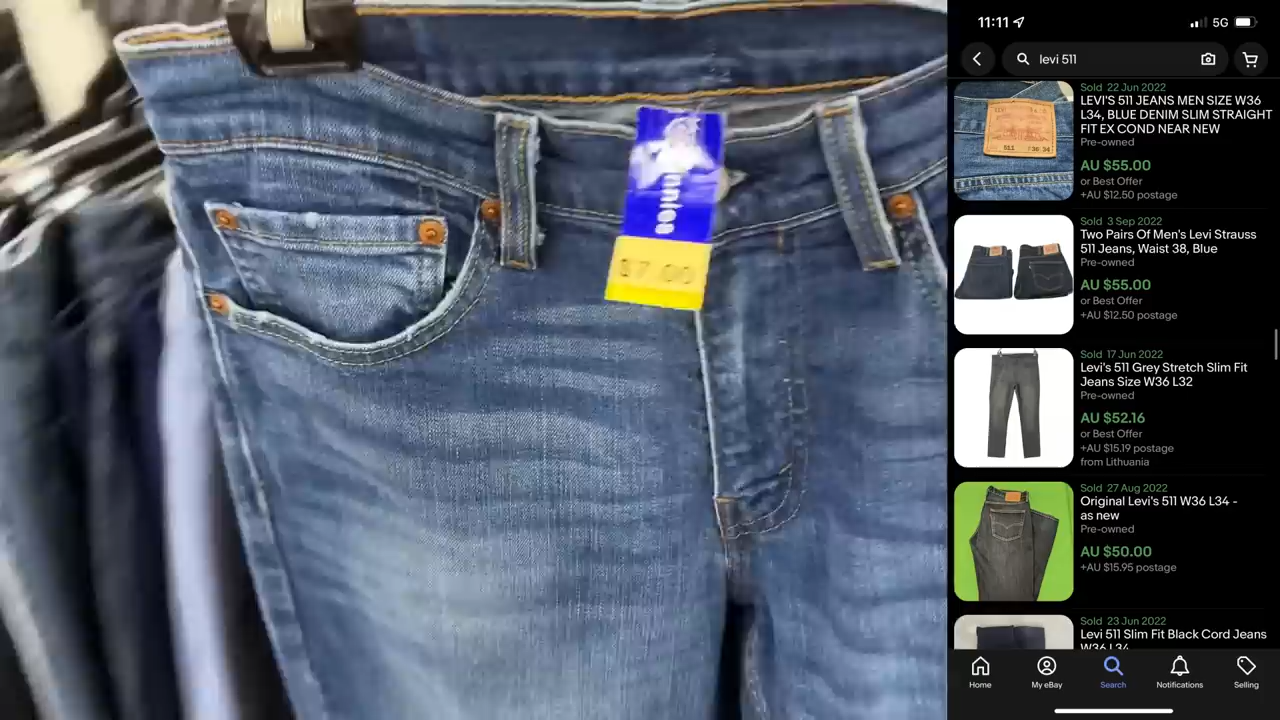 $7.00
11:11
5G
levi 511
Sold 22 Jun 2022
LEVI'S 511 JEANS MEN SIZE W36
L34, BLUE DENIM SLIM STRAIGHT
FIT EX COND NEAR NEW
Pre-owned
AU $55.00
or Best Offer
+AU $12.50 postage
Sold 3 Sep 2022
Two Pairs Of Men's Levi Strauss
511 Jeans, Waist 38, Blue
Pre-owned
AU $55.00
or Best Offer
+AU $12.50 postage
Sold 17 Jun 2022
Levi's 511 Grey Stretch Slim Fit
Jeans Size W36 L32
Pre-owned
AU $52.16
or Best Offer
+AU $15.19 postage
from Lithuania
Sold 27 Aug 2022
Original Levi's 511 W36 L34 -
as new
Pre-owned
AU $50.00
+AU $15.95 postage
Sold 23 Jun 2022
Levi 511 Slim Fit Black Cord Jeans
W36 L34
Home
My eBay
Search
Notifications
Selling